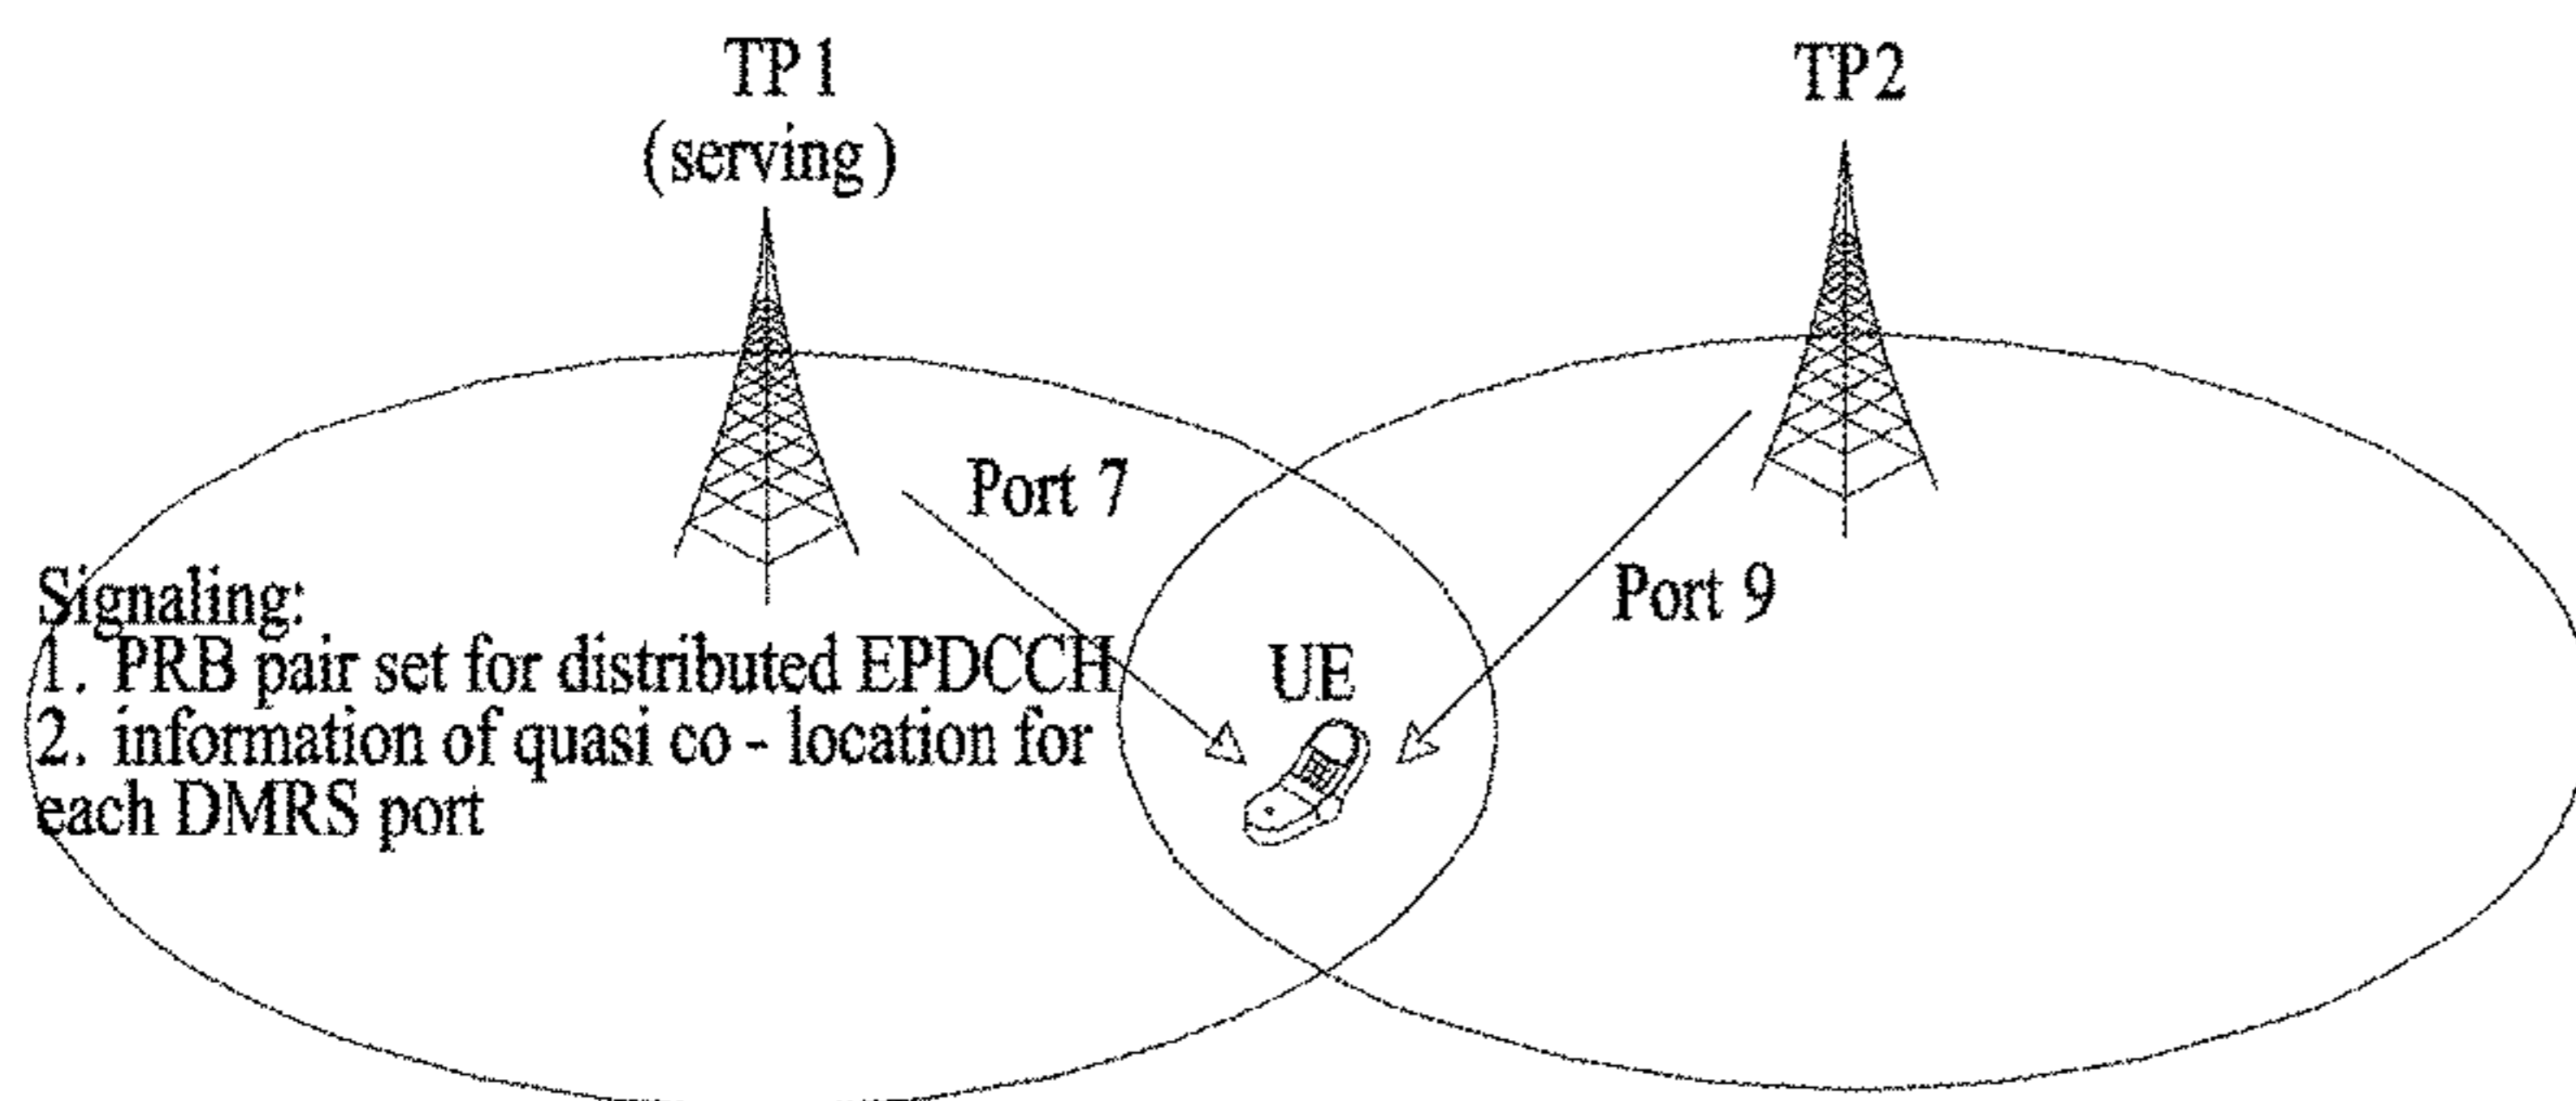 TP1
(serving)
TP2
Port 7
Port 9
UE
Signaling:
1. PRB pair set for distributed EPDCCH
2. information of quasi co - location for
each DMRS port